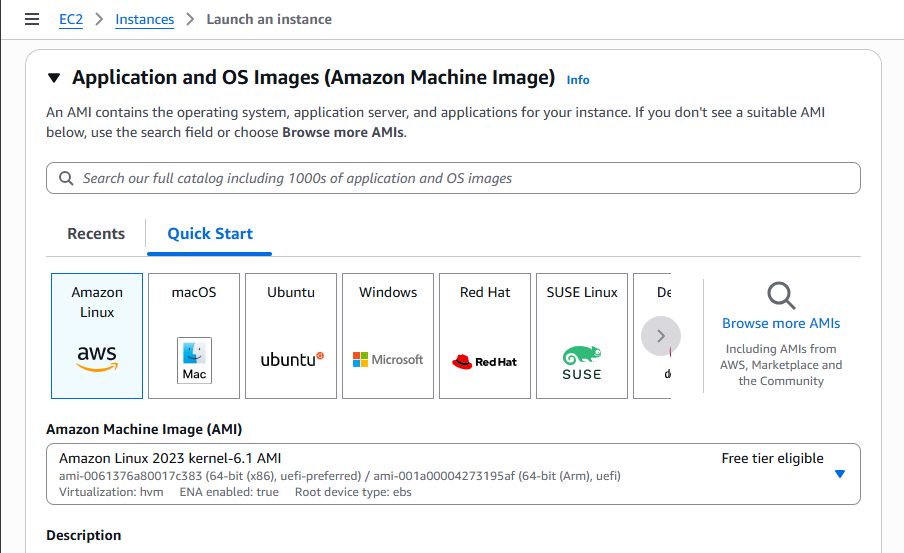 EC2 > Instances > Launch an instance
Application and OS Images (Amazon Machine Image) Info
An AMI contains the operating system, application server, and applications for your instance. If you don't see a suitable AMI
below, use the search field or choose Browse more AMIs.
Search our full catalog including 1000s of application and OS images
Recents
Quick Start
Amazon
Linux
aws
macOS
Mac
Ubuntu
ubuntu
Windows
Microsoft
Red Hat
Red Hat
SUSE Linux
SUSE
De
Browse more AMIs
Including AMIs from
AWS, Marketplace and
the Community
Amazon Machine Image (AMI)
Amazon Linux 2023 kernel-6.1 AMI
Free tier eligible
ami-0061376a80017c383 (64-bit (x86), uefi-preferred) / ami-001a00004273195af (64-bit (Arm), uefi)
Virtualization: hvm ENA enabled: true Root device type: ebs
Description